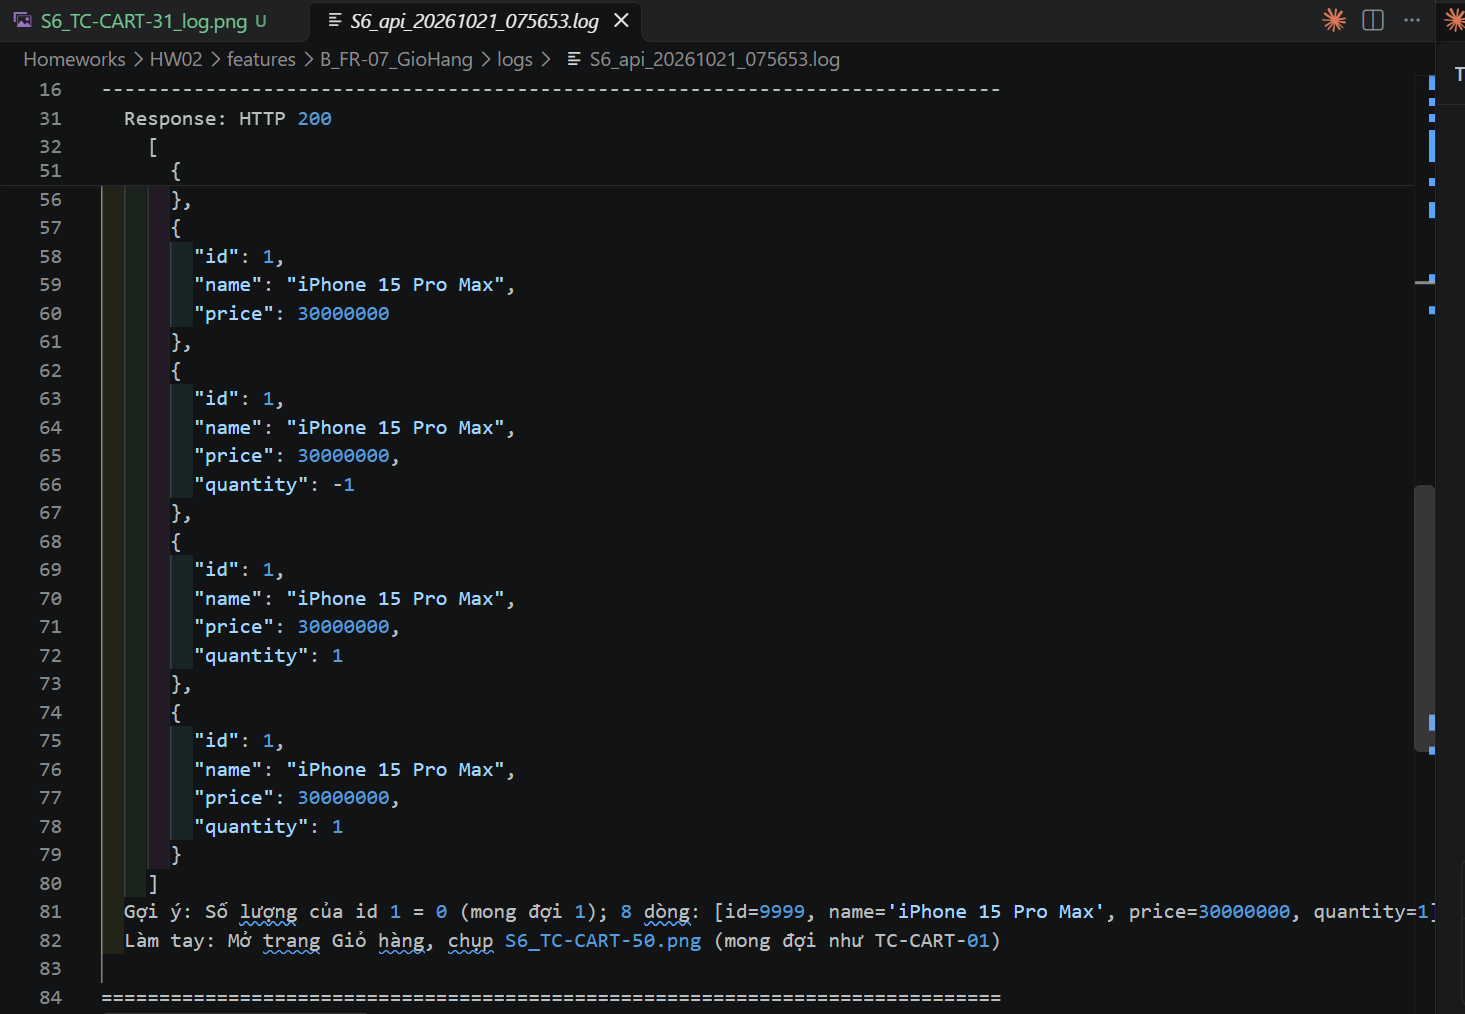 S6_TC-CART-31_log.png U
S6_api_20261021_075653.log
Homeworks > HW02 > features > B_FR-07_GioHang > logs > S6_api_20261021_075653.log
16 ------------------------------------------------------------------------------
31 Response: HTTP 200
32 [
51 {
56 },
57 {
58 "id": 1,
59 "name": "iPhone 15 Pro Max",
60 "price": 30000000
61 },
62 {
63 "id": 1,
64 "name": "iPhone 15 Pro Max",
65 "price": 30000000,
66 "quantity": -1
67 },
68 {
69 "id": 1,
70 "name": "iPhone 15 Pro Max",
71 "price": 30000000,
72 "quantity": 1
73 },
74 {
75 "id": 1,
76 "name": "iPhone 15 Pro Max",
77 "price": 30000000,
78 "quantity": 1
79 }
80 ]
81 Gợi ý: Số lượng của id 1 = 0 (mong đợi 1); 8 dòng: [id=9999, name='iPhone 15 Pro Max', price=30000000, quantity=1]
82 Làm tay: Mở trang Giỏ hàng, chụp S6_TC-CART-50.png (mong đợi như TC-CART-01)
83
84 ==============================================================================